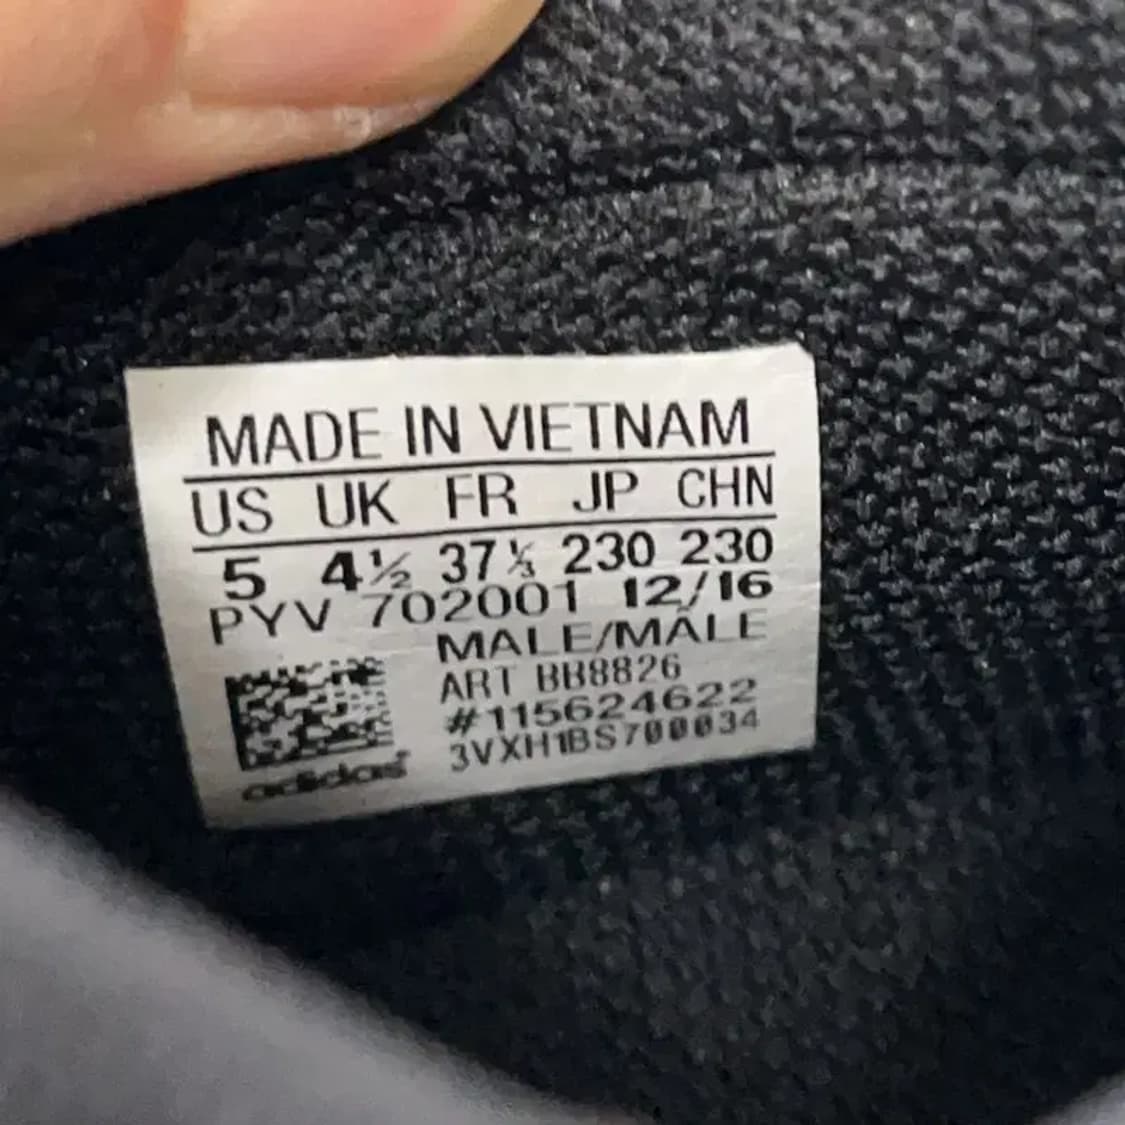 MADE IN VIETNAM
US UK FR JP CHN
5 4½ 37⅓ 230 230
PYV 702001 12/16
MALE/MÂLE
ART BB8826
#115624622
3VXH1BS700034
adidas